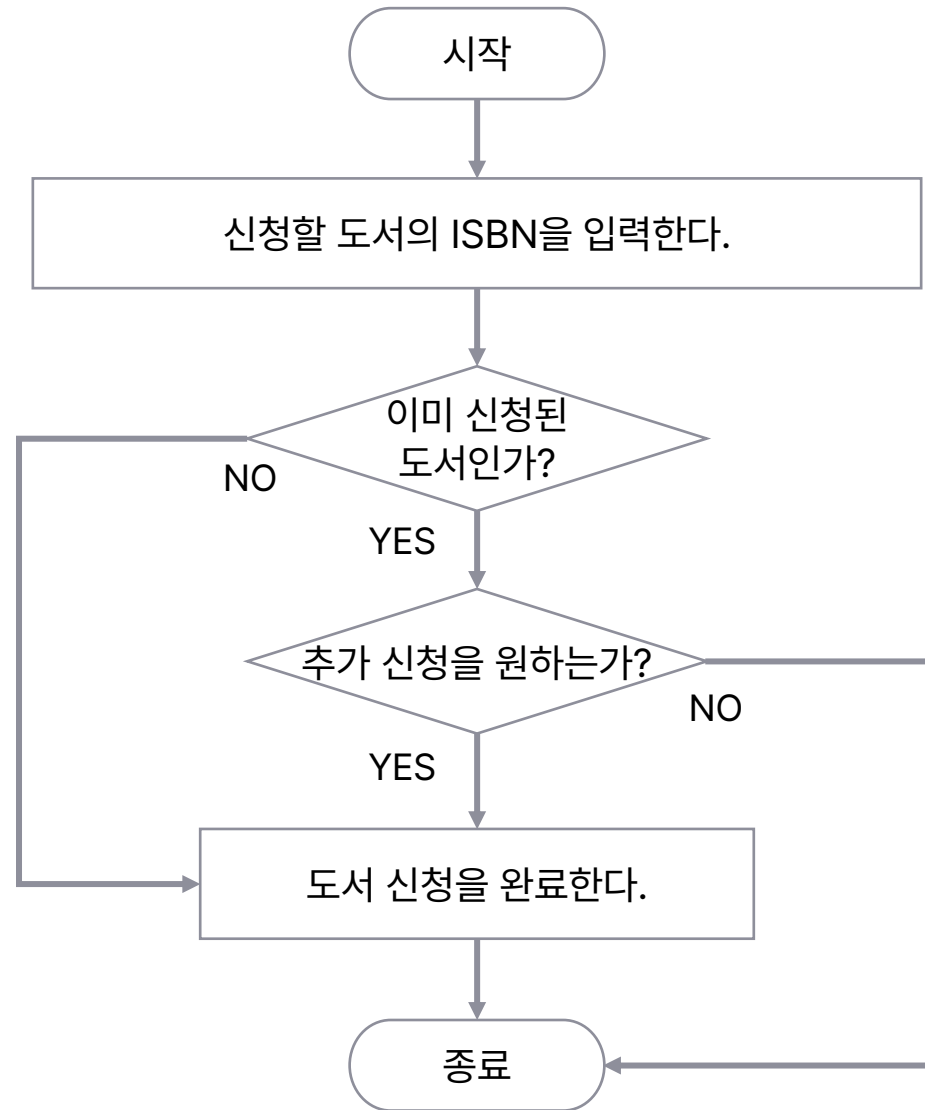 시작
신청할 도서의 ISBN을 입력한다.
이미 신청된
도서인가?
NO
YES
추가 신청을 원하는가?
NO
YES
도서 신청을 완료한다.
종료